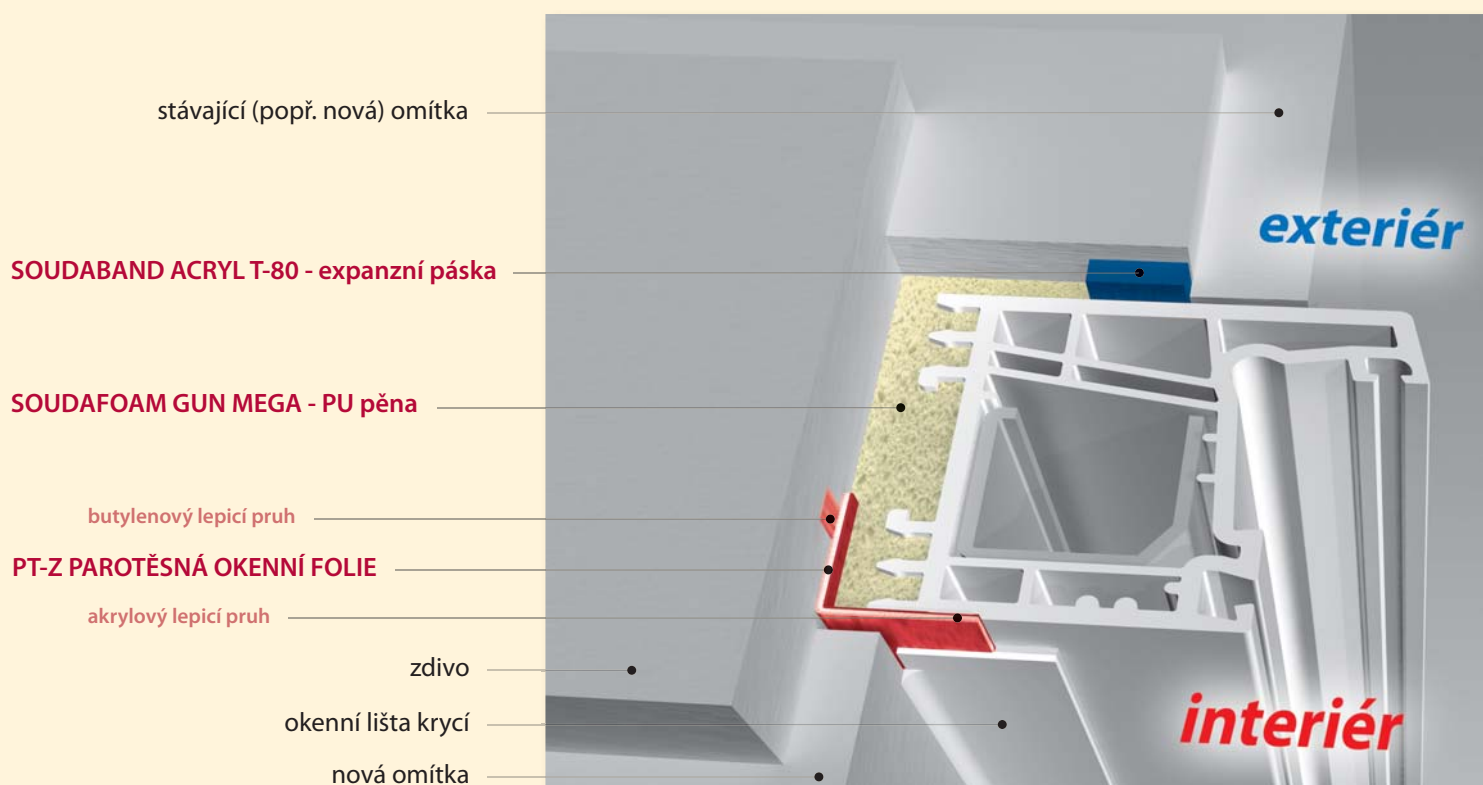 stávající (popř. nová) omítka
exteriér
SOUDABAND ACRYL T-80 - expanzní páska
SOUDAFOAM GUN MEGA - PU pěna
butylenový lepicí pruh
PT-Z PAROTĚSNÁ OKENNÍ FOLIE
akrylový lepicí pruh
zdivo
okenní lišta krycí
interiér
nová omítka